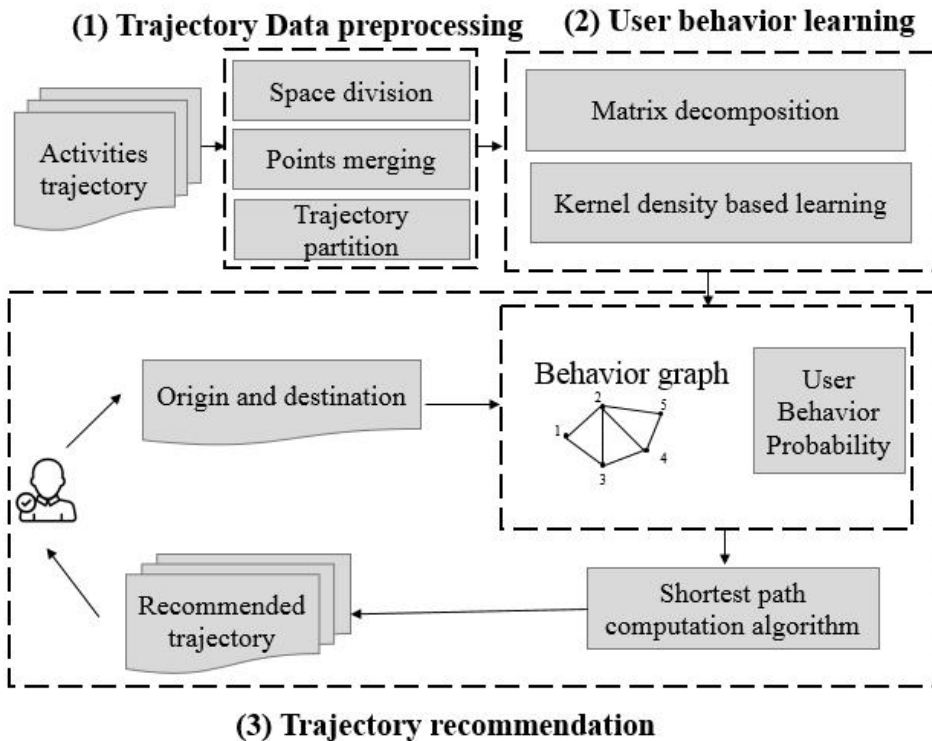 (1) Trajectory Data preprocessing
(2) User behavior learning
Activities
trajectory
Space division
Points merging
Trajectory
partition
Matrix decomposition
Kernel density based learning
Origin and destination
Behavior graph
1
2
3
4
5
User
Behavior
Probability
Recommended
trajectory
Shortest path
computation algorithm
(3) Trajectory recommendation